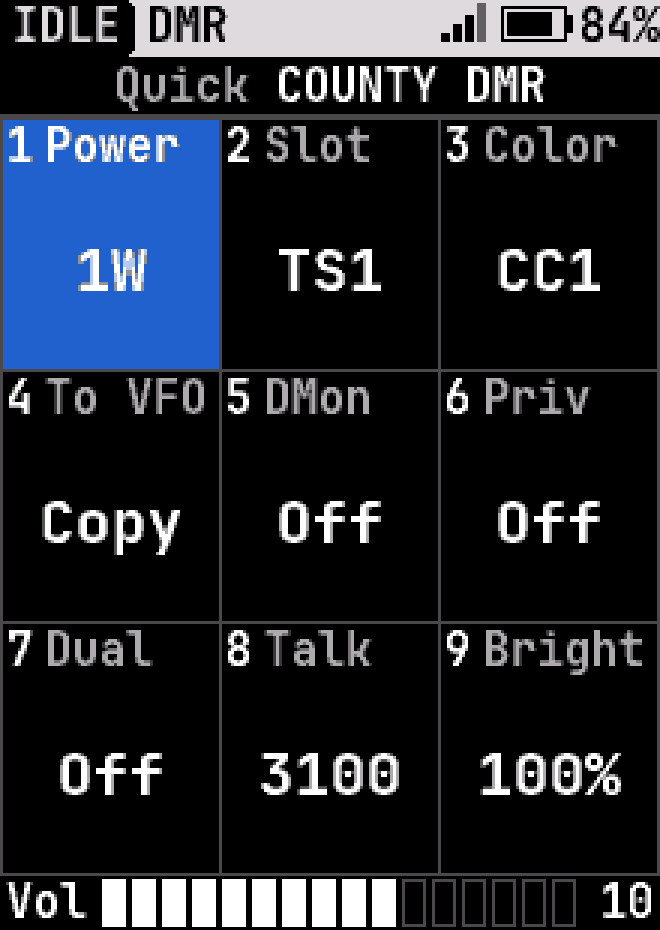 IDLE DMR 84%
Quick COUNTY DMR
1 Power 2 Slot 3 Color
1W TS1 CC1
4 To VFO 5 DMon 6 Priv
Copy Off Off
7 Dual 8 Talk 9 Bright
Off 3100 100%
Vol 10